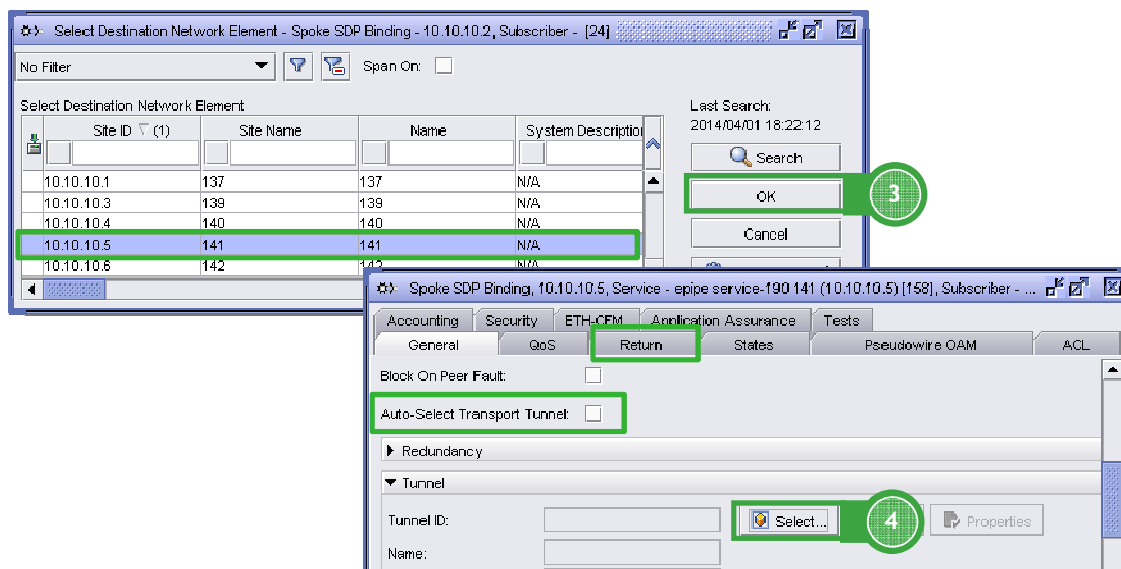 Select Destination Network Element - Spoke SDP Binding - 10.10.10.2, Subscriber - [24]
No Filter
Span On:
Select Destination Network Element
Last Search:
2014/04/01 18:22:12
Site ID (1) Site Name Name System Description
Search
10.10.10.1 137 137 N/A
10.10.10.3 139 139 N/A
OK
3
10.10.10.4 140 140 N/A
10.10.10.5 141 141 N/A
Cancel
10.10.10.6 142 142 N/A
Spoke SDP Binding, 10.10.10.5, Service - epipe service-190 141 (10.10.10.5) [158], Subscriber - ...
Accounting Security ETH-CFM Application Assurance Tests
General QoS Return States Pseudowire OAM ACL
Block On Peer Fault:
Auto-Select Transport Tunnel:
Redundancy
Tunnel
Tunnel ID:
Select...
4
Properties
Name: